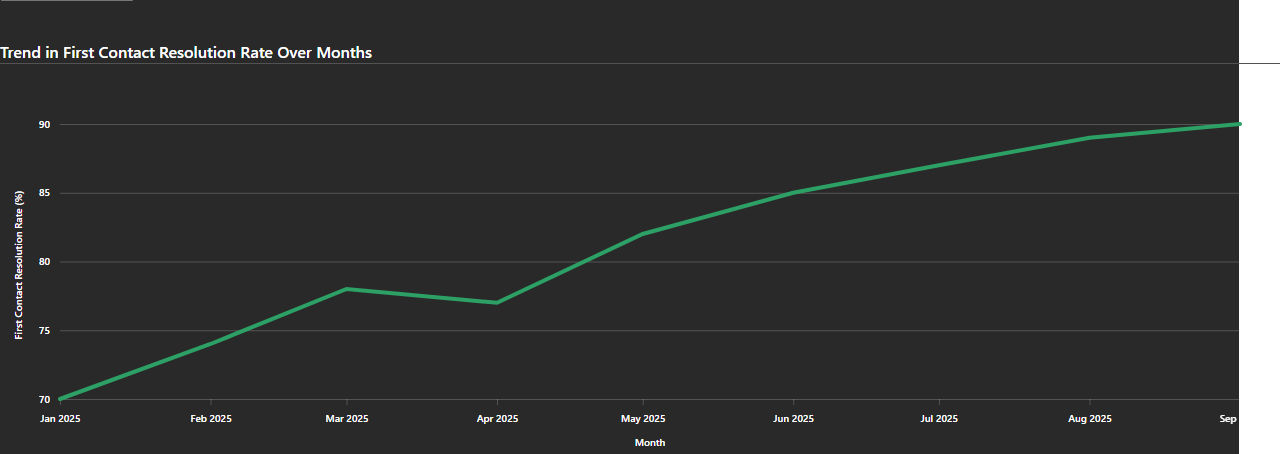 Trend in First Contact Resolution Rate Over Months
90
85
80
75
70
First Contact Resolution Rate (%)
Jan 2025 Feb 2025 Mar 2025 Apr 2025 May 2025 Jun 2025 Jul 2025 Aug 2025 Sep
Month